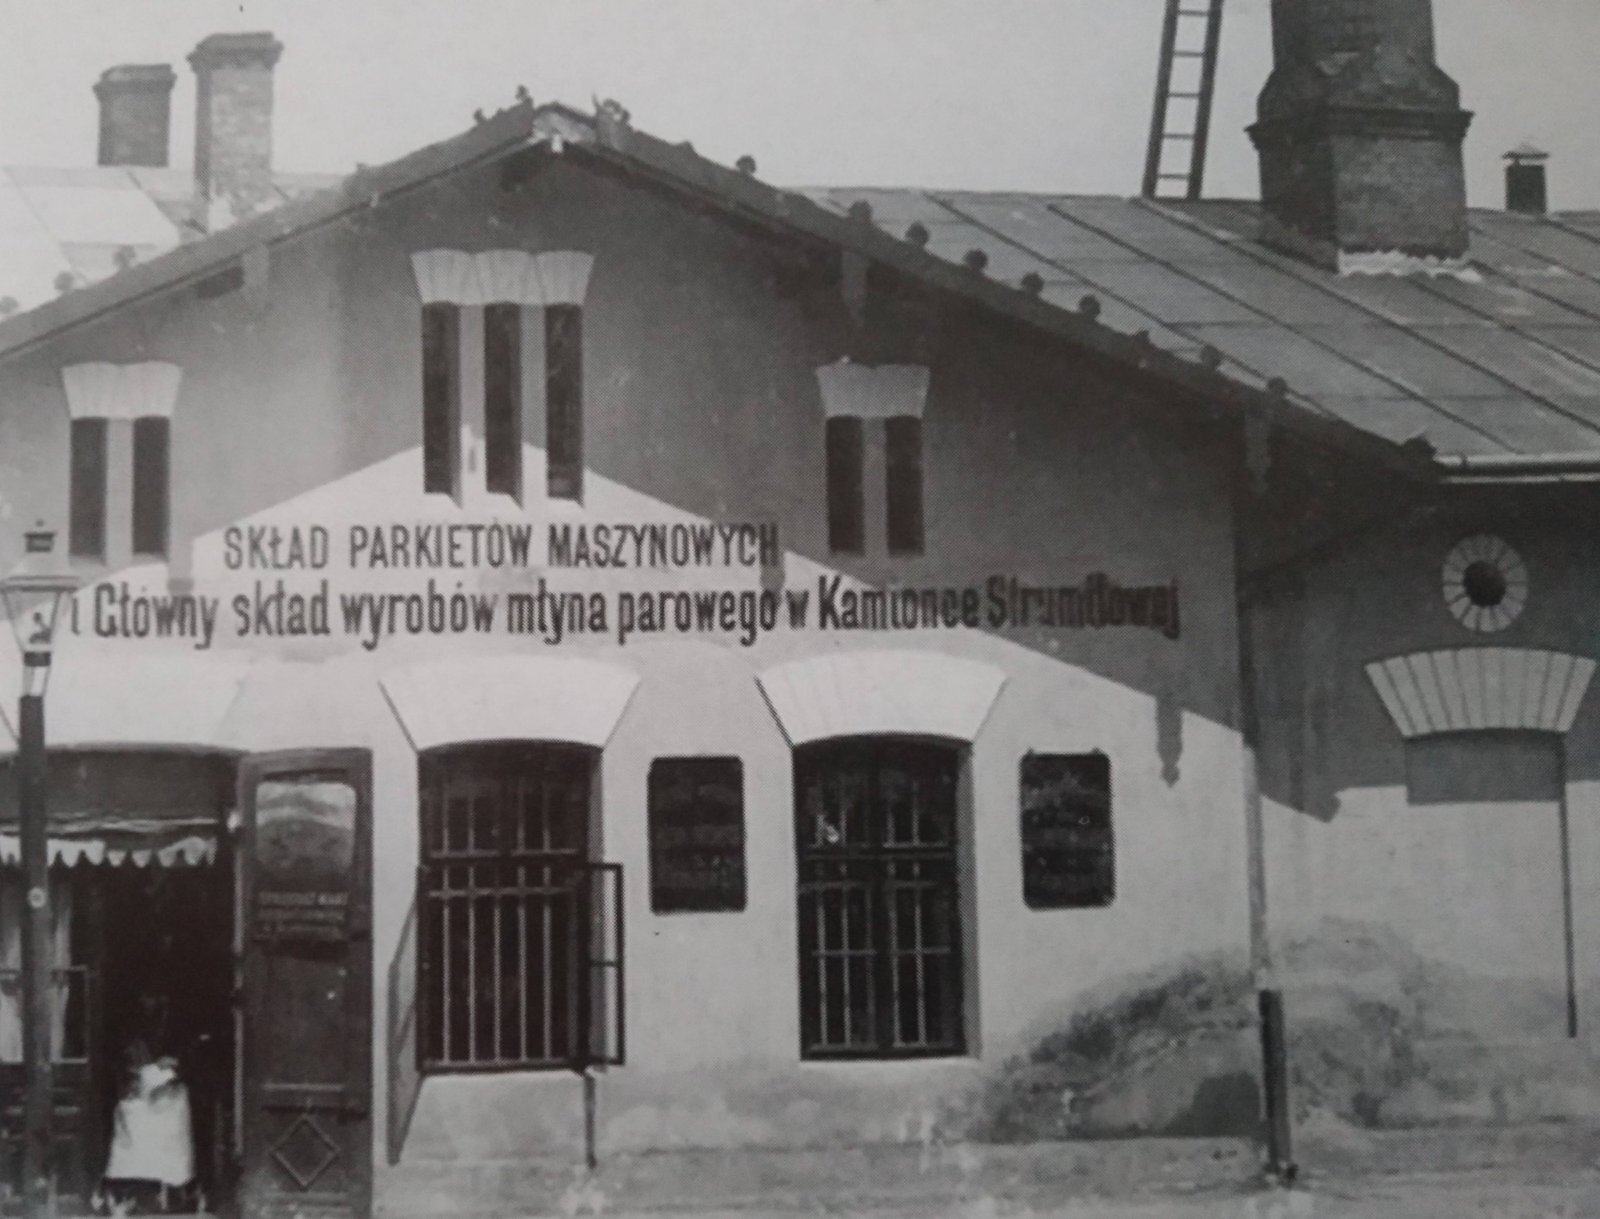 SKŁAD PARKIETÓW MASZYNOWYCH
i Główny skład wyrobów młyna parowego w Kamionce Strumiłowej